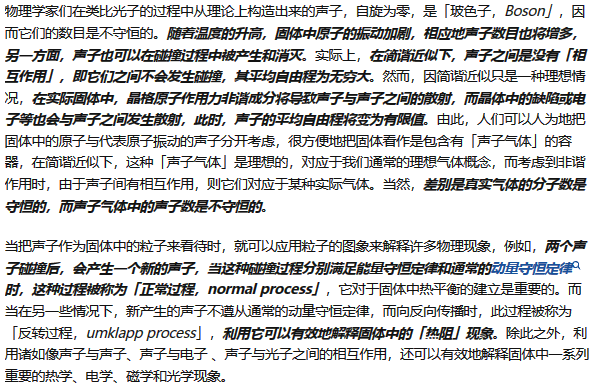 物理学家们在类比光子的过程中从理论上构造出来的声子，自旋为零，是「玻色子，Boson」，因
而它们的数目是不守恒的。随着温度的升高，固体中原子的振动加剧，相应地声子数目也将增多，
另一方面，声子也可以在碰撞过程中被产生和消灭。实际上，在简谐近似下，声子之间是没有「相
互作用」，即它们之间不会发生碰撞，其平均自由程为无穷大。然而，因简谐近似只是一种理想情
况，在实际固体中，晶格原子作用力非谐成分将导致声子与声子之间的散射，而晶体中的缺陷或电
子等也会与声子之间发生散射，此时，声子的平均自由程将变为有限值。由此，人们可以人为地把
固体中的原子与代表原子振动的声子分开考虑，很方便地把固体看作是包含有「声子气体」的容
器，在简谐近似下，这种「声子气体」是理想的，对应于我们通常的理想气体概念，而考虑到非谐
作用时，由于声子间有相互作用，则它们对应于某种实际气体。当然，差别是真实气体的分子数是
守恒的，而声子气体中的声子数是不守恒的。
当把声子作为固体中的粒子来看待时，就可以应用粒子的图象来解释许多物理现象，例如，两个声
子碰撞后，会产生一个新的声子，当这种碰撞过程分别满足能量守恒定律和通常的动量守恒定律
时，这种过程被称为「正常过程，normal process」，它对于固体中热平衡的建立是重要的。而
当在另一些情况下，新产生的声子不遵从通常的动量守恒定律，而向反向传播时，此过程被称为
「反转过程，umklapp process」，利用它可以有效地解释固体中的「热阻」现象。除此之外，利
用诸如像声子与声子、声子与电子 、声子与光子之间的相互作用，还可以有效地解释固体中一系列
重要的热学、电学、磁学和光学现象。